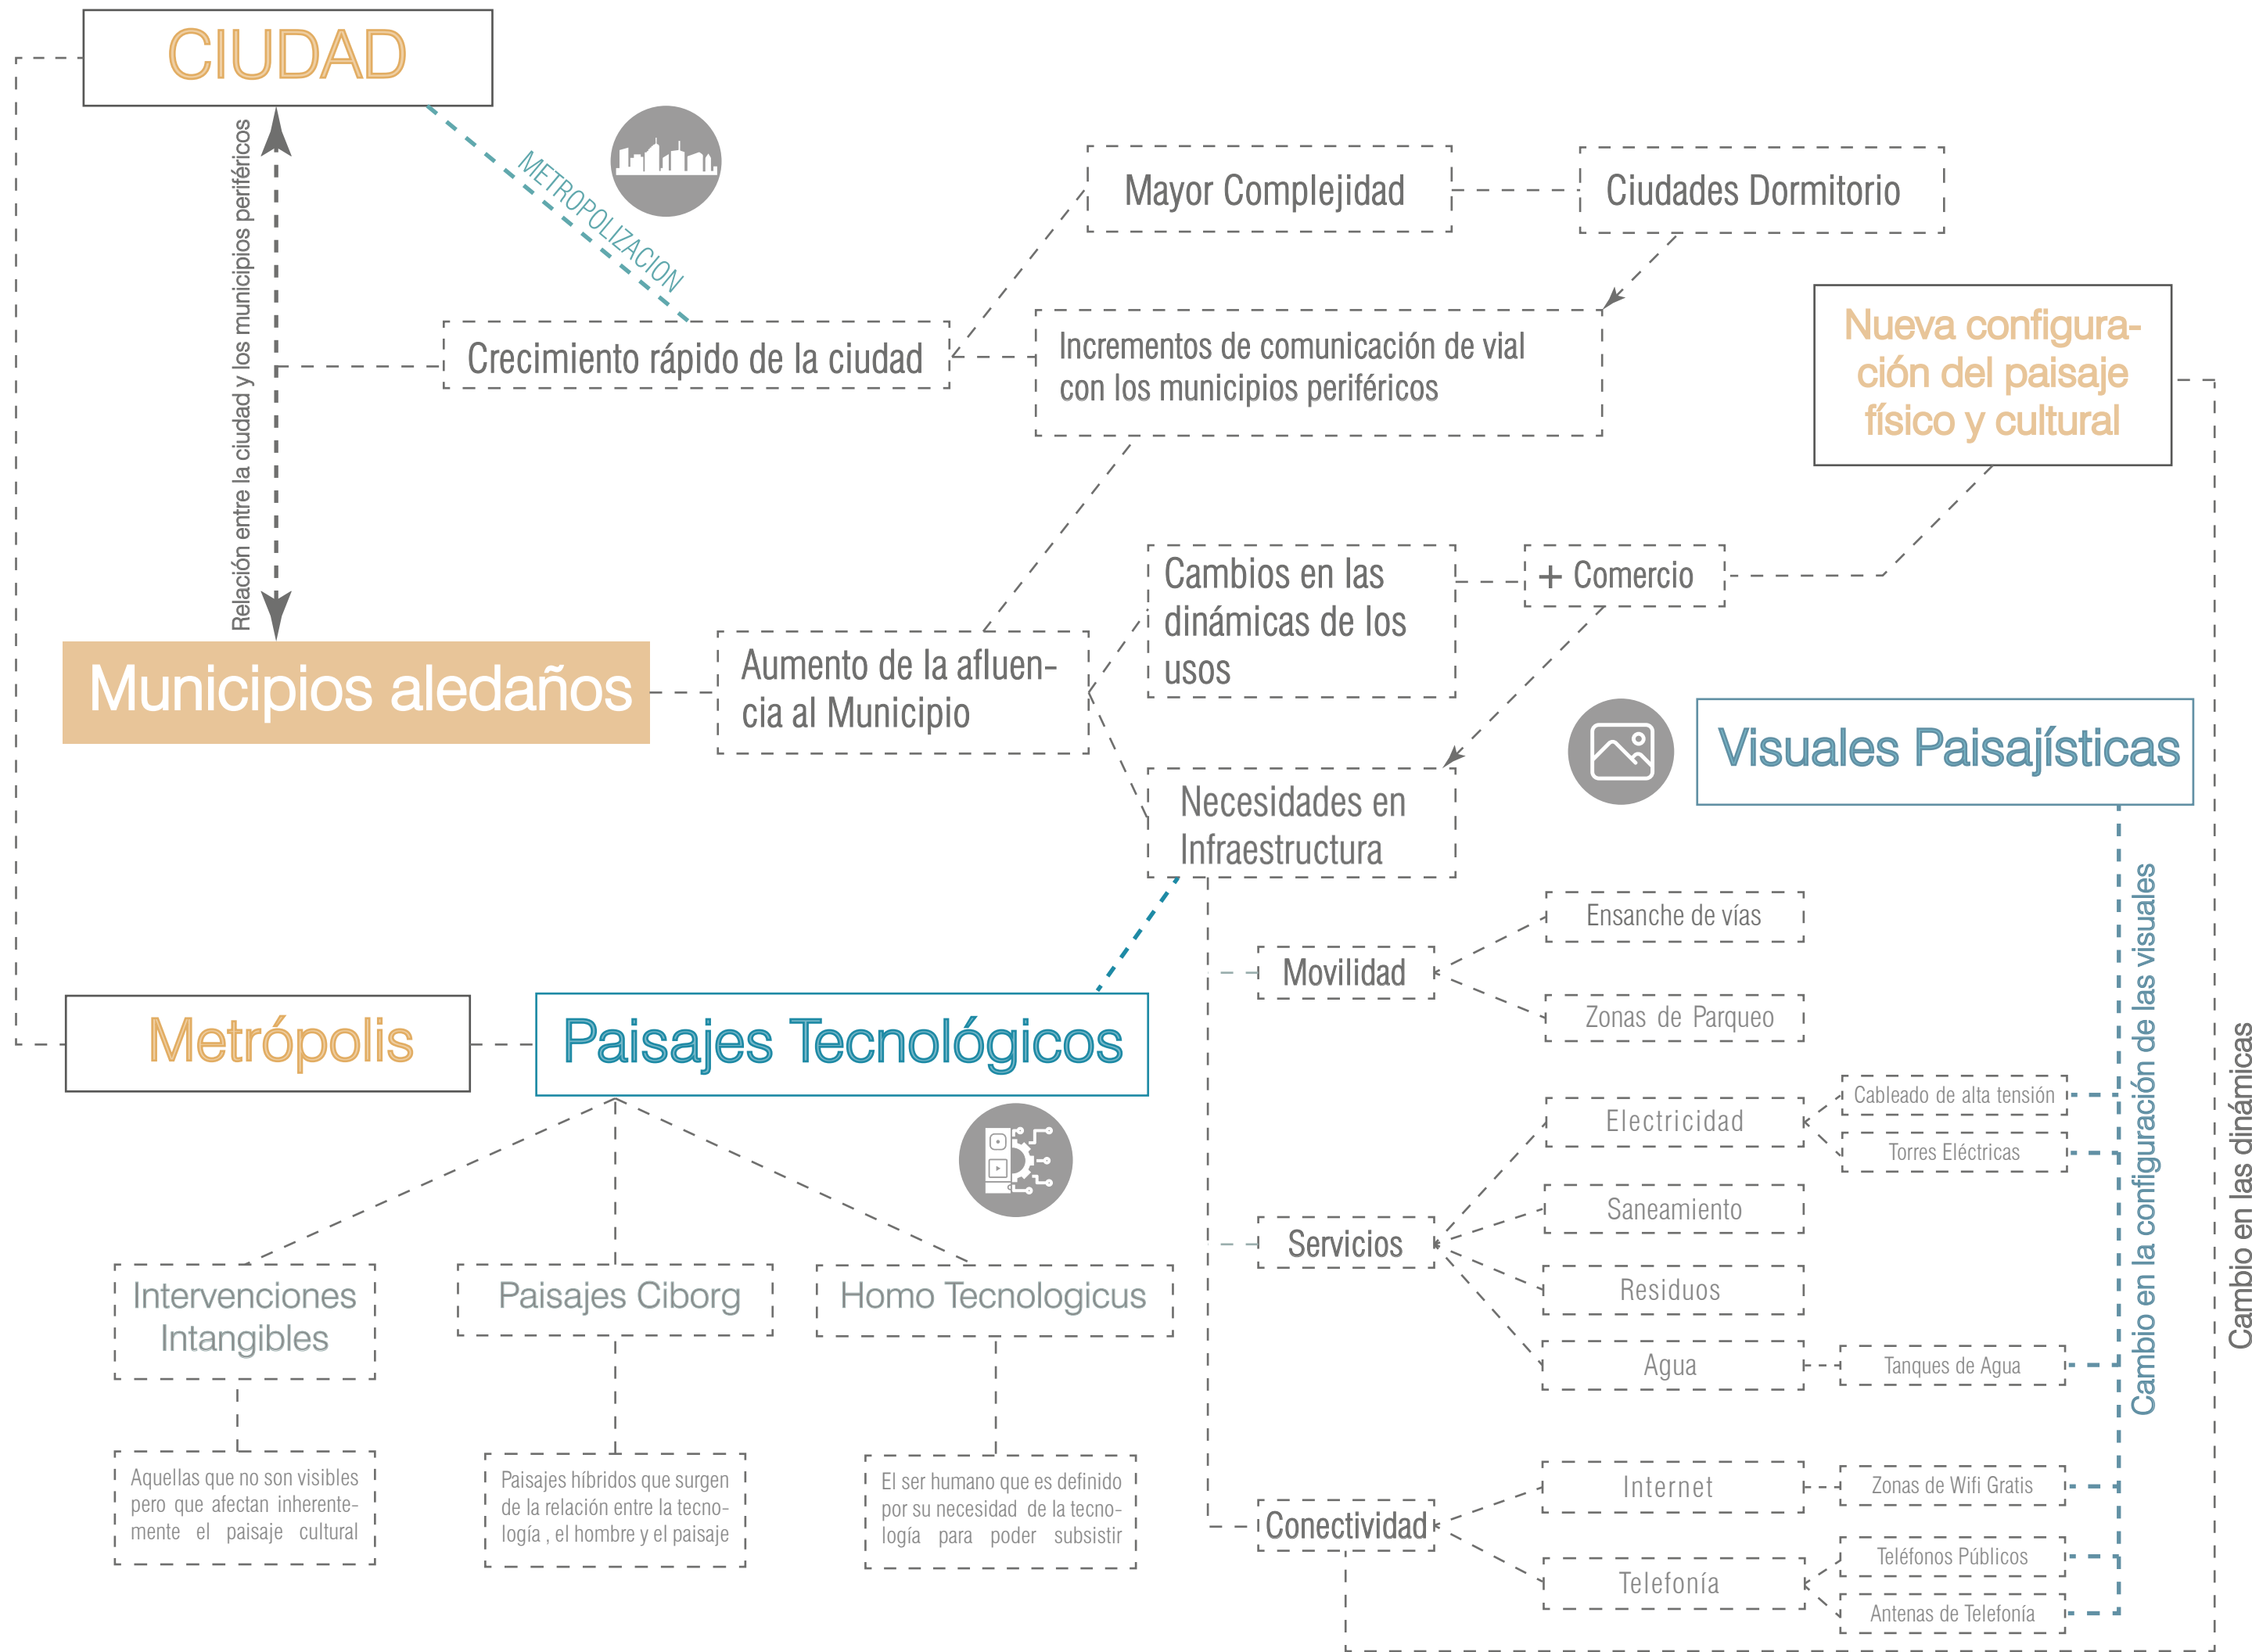 CIUDAD
Relación entre la ciudad y los municipios periféricos
METROPOLIZACION
Mayor Complejidad
Ciudades Dormitorio
Crecimiento rápido de la ciudad
Incrementos de comunicación de vial
con los municipios periféricos
Nueva configura-
ción del paisaje
físico y cultural
Municipios aledaños
Aumento de la afluen-
cia al Municipio
Cambios en las
dinámicas de los
usos
+ Comercio
Necesidades en
Infraestructura
Visuales Paisajísticas
Metrópolis
Paisajes Tecnológicos
Intervenciones
Intangibles
Paisajes Ciborg
Homo Tecnologicus
Aquellas que no son visibles
pero que afectan inherente-
mente el paisaje cultural
Paisajes híbridos que surgen
de la relación entre la tecno-
logía , el hombre y el paisaje
El ser humano que es definido
por su necesidad de la tecno-
logía para poder subsistir
Movilidad
Ensanche de vías
Zonas de Parqueo
Servicios
Electricidad
Cableado de alta tensión
Torres Eléctricas
Saneamiento
Residuos
Agua
Tanques de Agua
Conectividad
Internet
Zonas de Wifi Gratis
Telefonía
Teléfonos Públicos
Antenas de Telefonía
Cambio en la configuración de las visuales
Cambio en las dinámicas